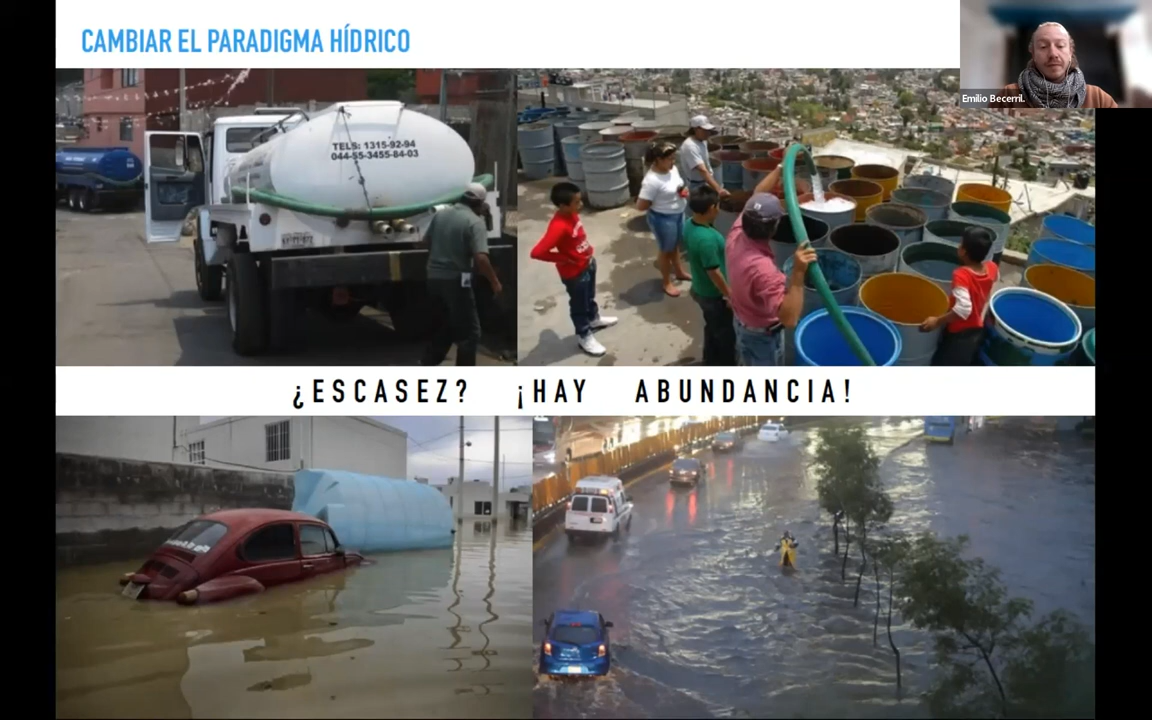 CAMBIAR EL PARADIGMA HÍDRICO
Emilio Becerril.
TELS: 1315-92-94
044-55-3455-84-03
¿ESCASEZ? ¡HAY ABUNDANCIA!